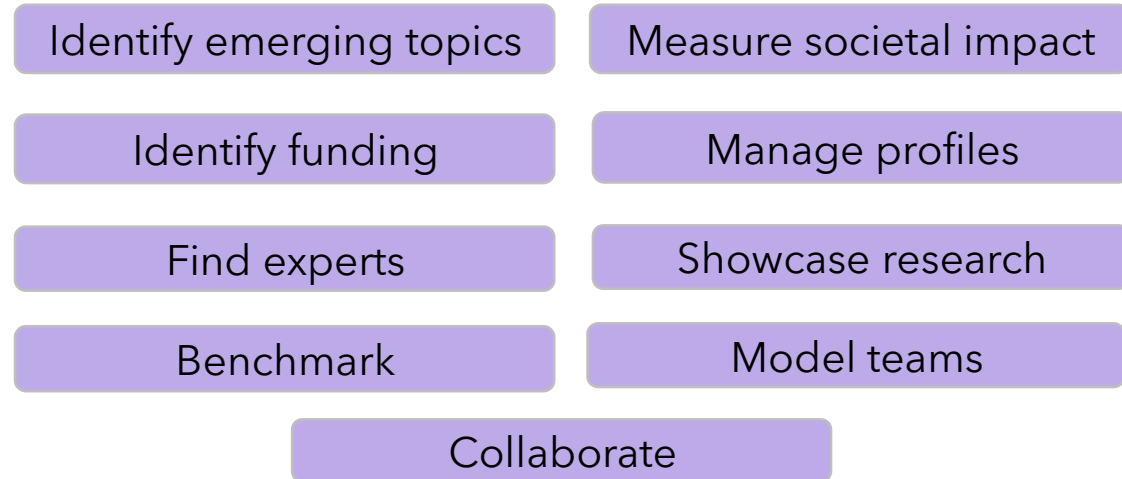 Identify emerging topics
Measure societal impact
Identify funding
Manage profiles
Find experts
Showcase research
Benchmark
Model teams
Collaborate